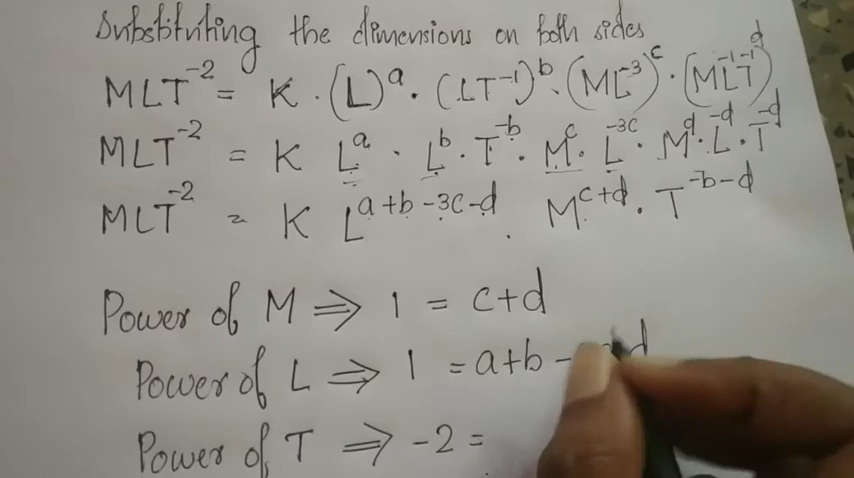 Substituting the dimensions on both sides
MLT⁻² = K · (L)ᵃ · (LT⁻¹)ᵇ · (ML⁻³)ᶜ · (ML⁻¹T⁻¹)ᵈ
MLT⁻² = K Lᵃ · Lᵇ · T⁻ᵇ · Mᶜ · L⁻³ᶜ · Mᵈ · L⁻ᵈ · T⁻ᵈ
MLT⁻² = K Lᵃ⁺ᵇ⁻³ᶜ⁻ᵈ · Mᶜ⁺ᵈ · T⁻ᵇ⁻ᵈ
Power of M ⇒ 1 = c+d
Power of L ⇒ 1 = a+b - d
Power of T ⇒ -2 =